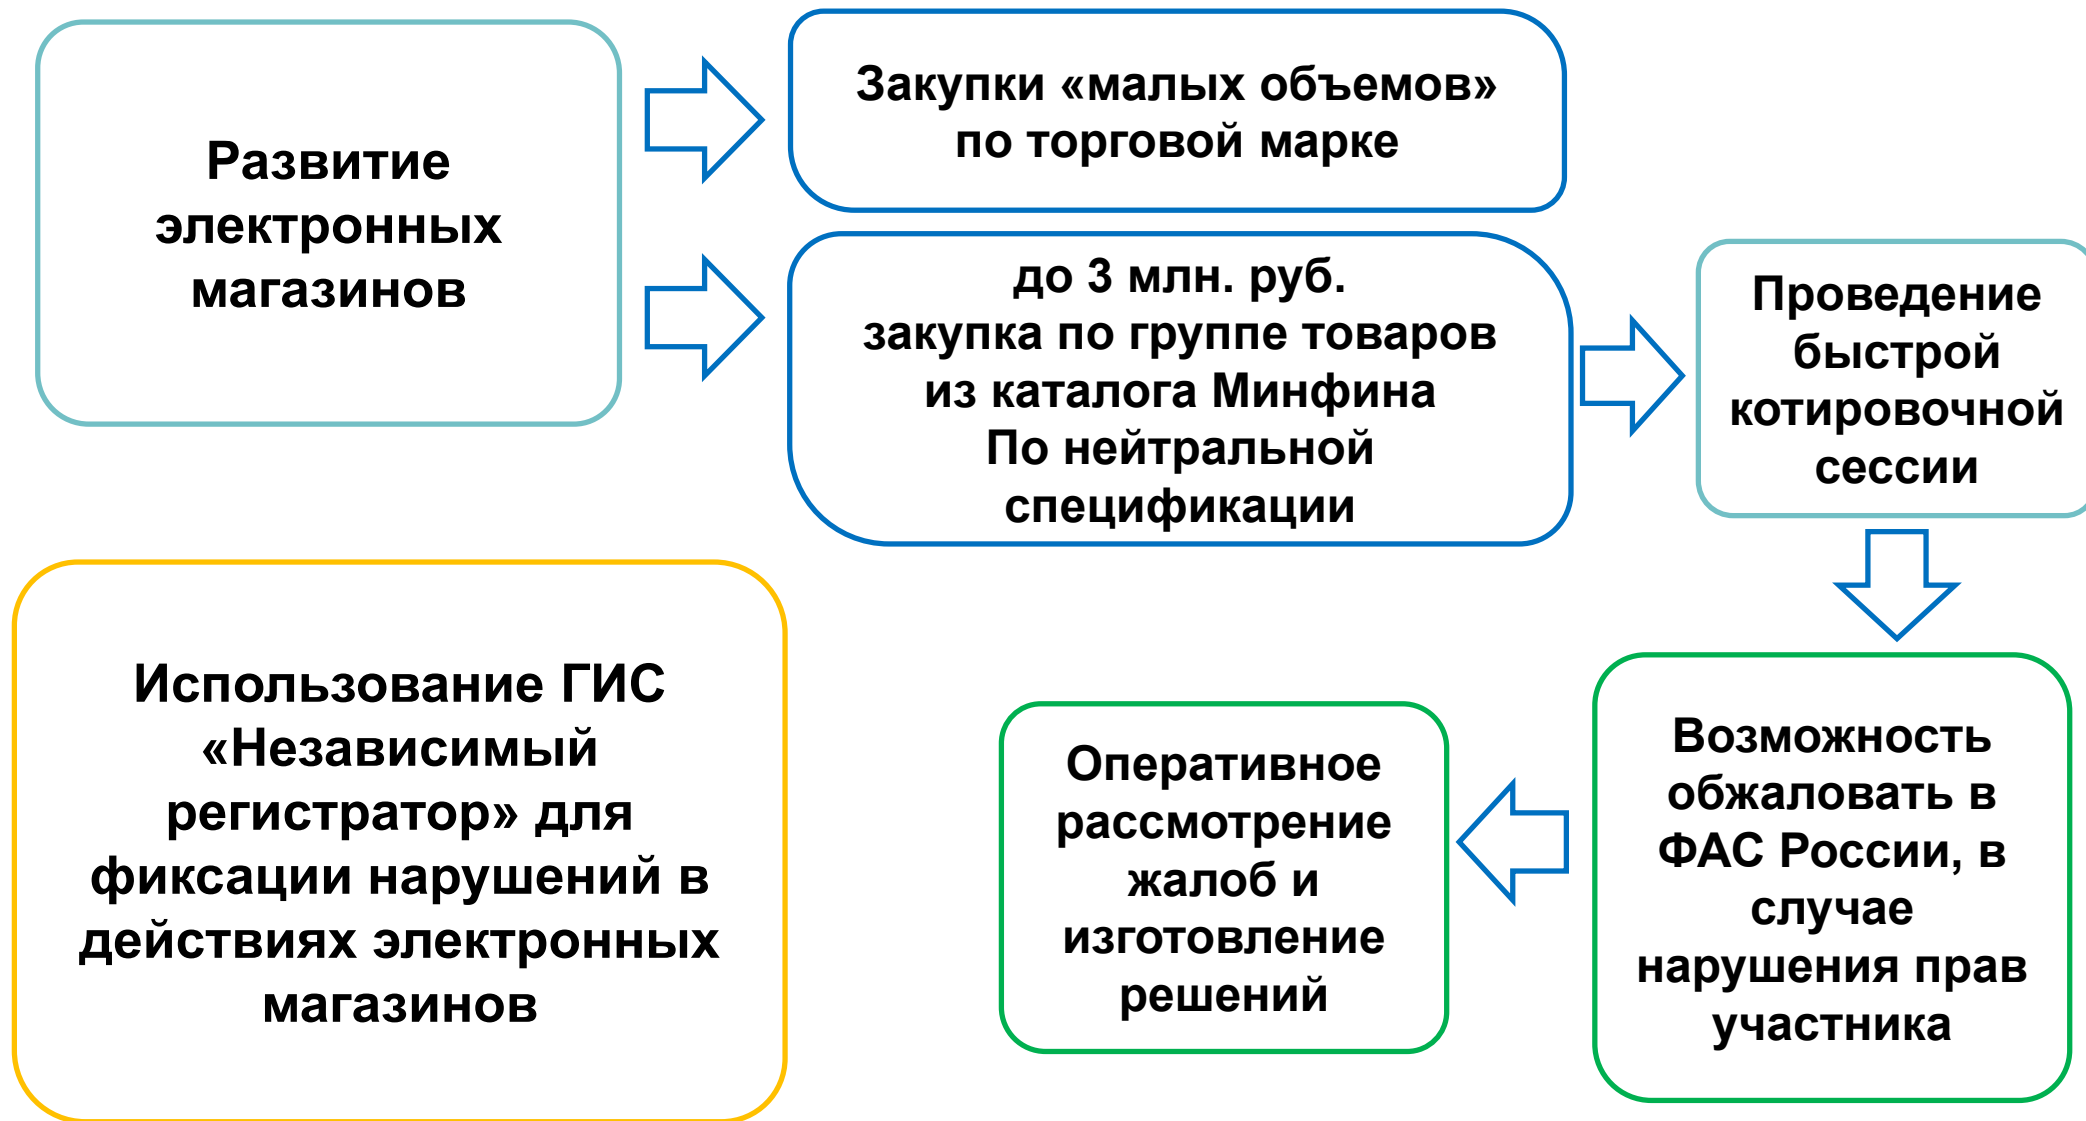 Развитие
электронных
магазинов
Закупки «малых объемов»
по торговой марке
до 3 млн. руб.
закупка по группе товаров
из каталога Минфина
По нейтральной
спецификации
Проведение
быстрой
котировочной
сессии
Возможность
обжаловать в
ФАС России, в
случае
нарушения прав
участника
Оперативное
рассмотрение
жалоб и
изготовление
решений
Использование ГИС
«Независимый
регистратор» для
фиксации нарушений в
действиях электронных
магазинов